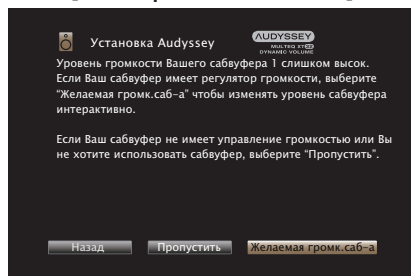 Установка Audyssey
AUDYSSEY
MULTEQ XT32
DYNAMIC VOLUME
Уровень громкости Вашего сабвуфера 1 слишком высок.
Если Ваш сабвуфер имеет регулятор громкости, выберите
“Желаемая громк.саб-а” чтобы изменять уровень сабвуфера
интерактивно.
Если Ваш сабвуфер не имеет управление громкостью или Вы
не хотите использовать сабвуфер, выберите “Пропустить”.
Назад Пропустить Желаемая громк.саб-а